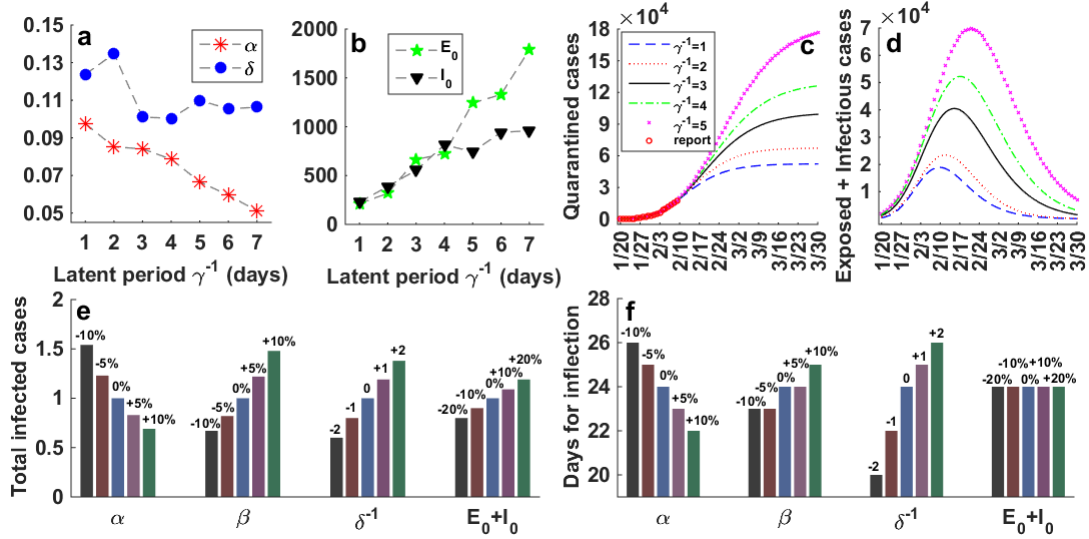 a
α
δ
0.15
0.13
0.11
0.09
0.07
0.05
1 2 3 4 5 6 7
Latent period γ⁻¹ (days)
b
E₀
I₀
2000
1500
1000
500
0
1 2 3 4 5 6 7
Latent period γ⁻¹ (days)
×10⁴
c
Quarantined cases
γ⁻¹=1
γ⁻¹=2
γ⁻¹=3
γ⁻¹=4
γ⁻¹=5
report
18
15
12
9
6
3
0
1/20 1/27 2/3 2/10 2/17 2/24 3/2 3/9 3/16 3/23 3/30
×10⁴
d
Exposed + Infectious cases
7
6
5
4
3
2
1
1/20 1/27 2/3 2/10 2/17 2/24 3/2 3/9 3/16 3/23 3/30
e
Total infected cases
2
1.5
1
0.5
0
-10% -5% 0% +5% +10%
-10% -5% 0% +5% +10%
-2 -1 0 +1 +2
-20% -10% 0% +10% +20%
α β δ⁻¹ E₀+I₀
f
Days for inflection
28
26
24
22
20
-10% -5% 0% +5% +10%
-10% -5% 0% +5% +10%
-2 -1 0 +1 +2
-20% -10% 0% +10% +20%
α β δ⁻¹ E₀+I₀